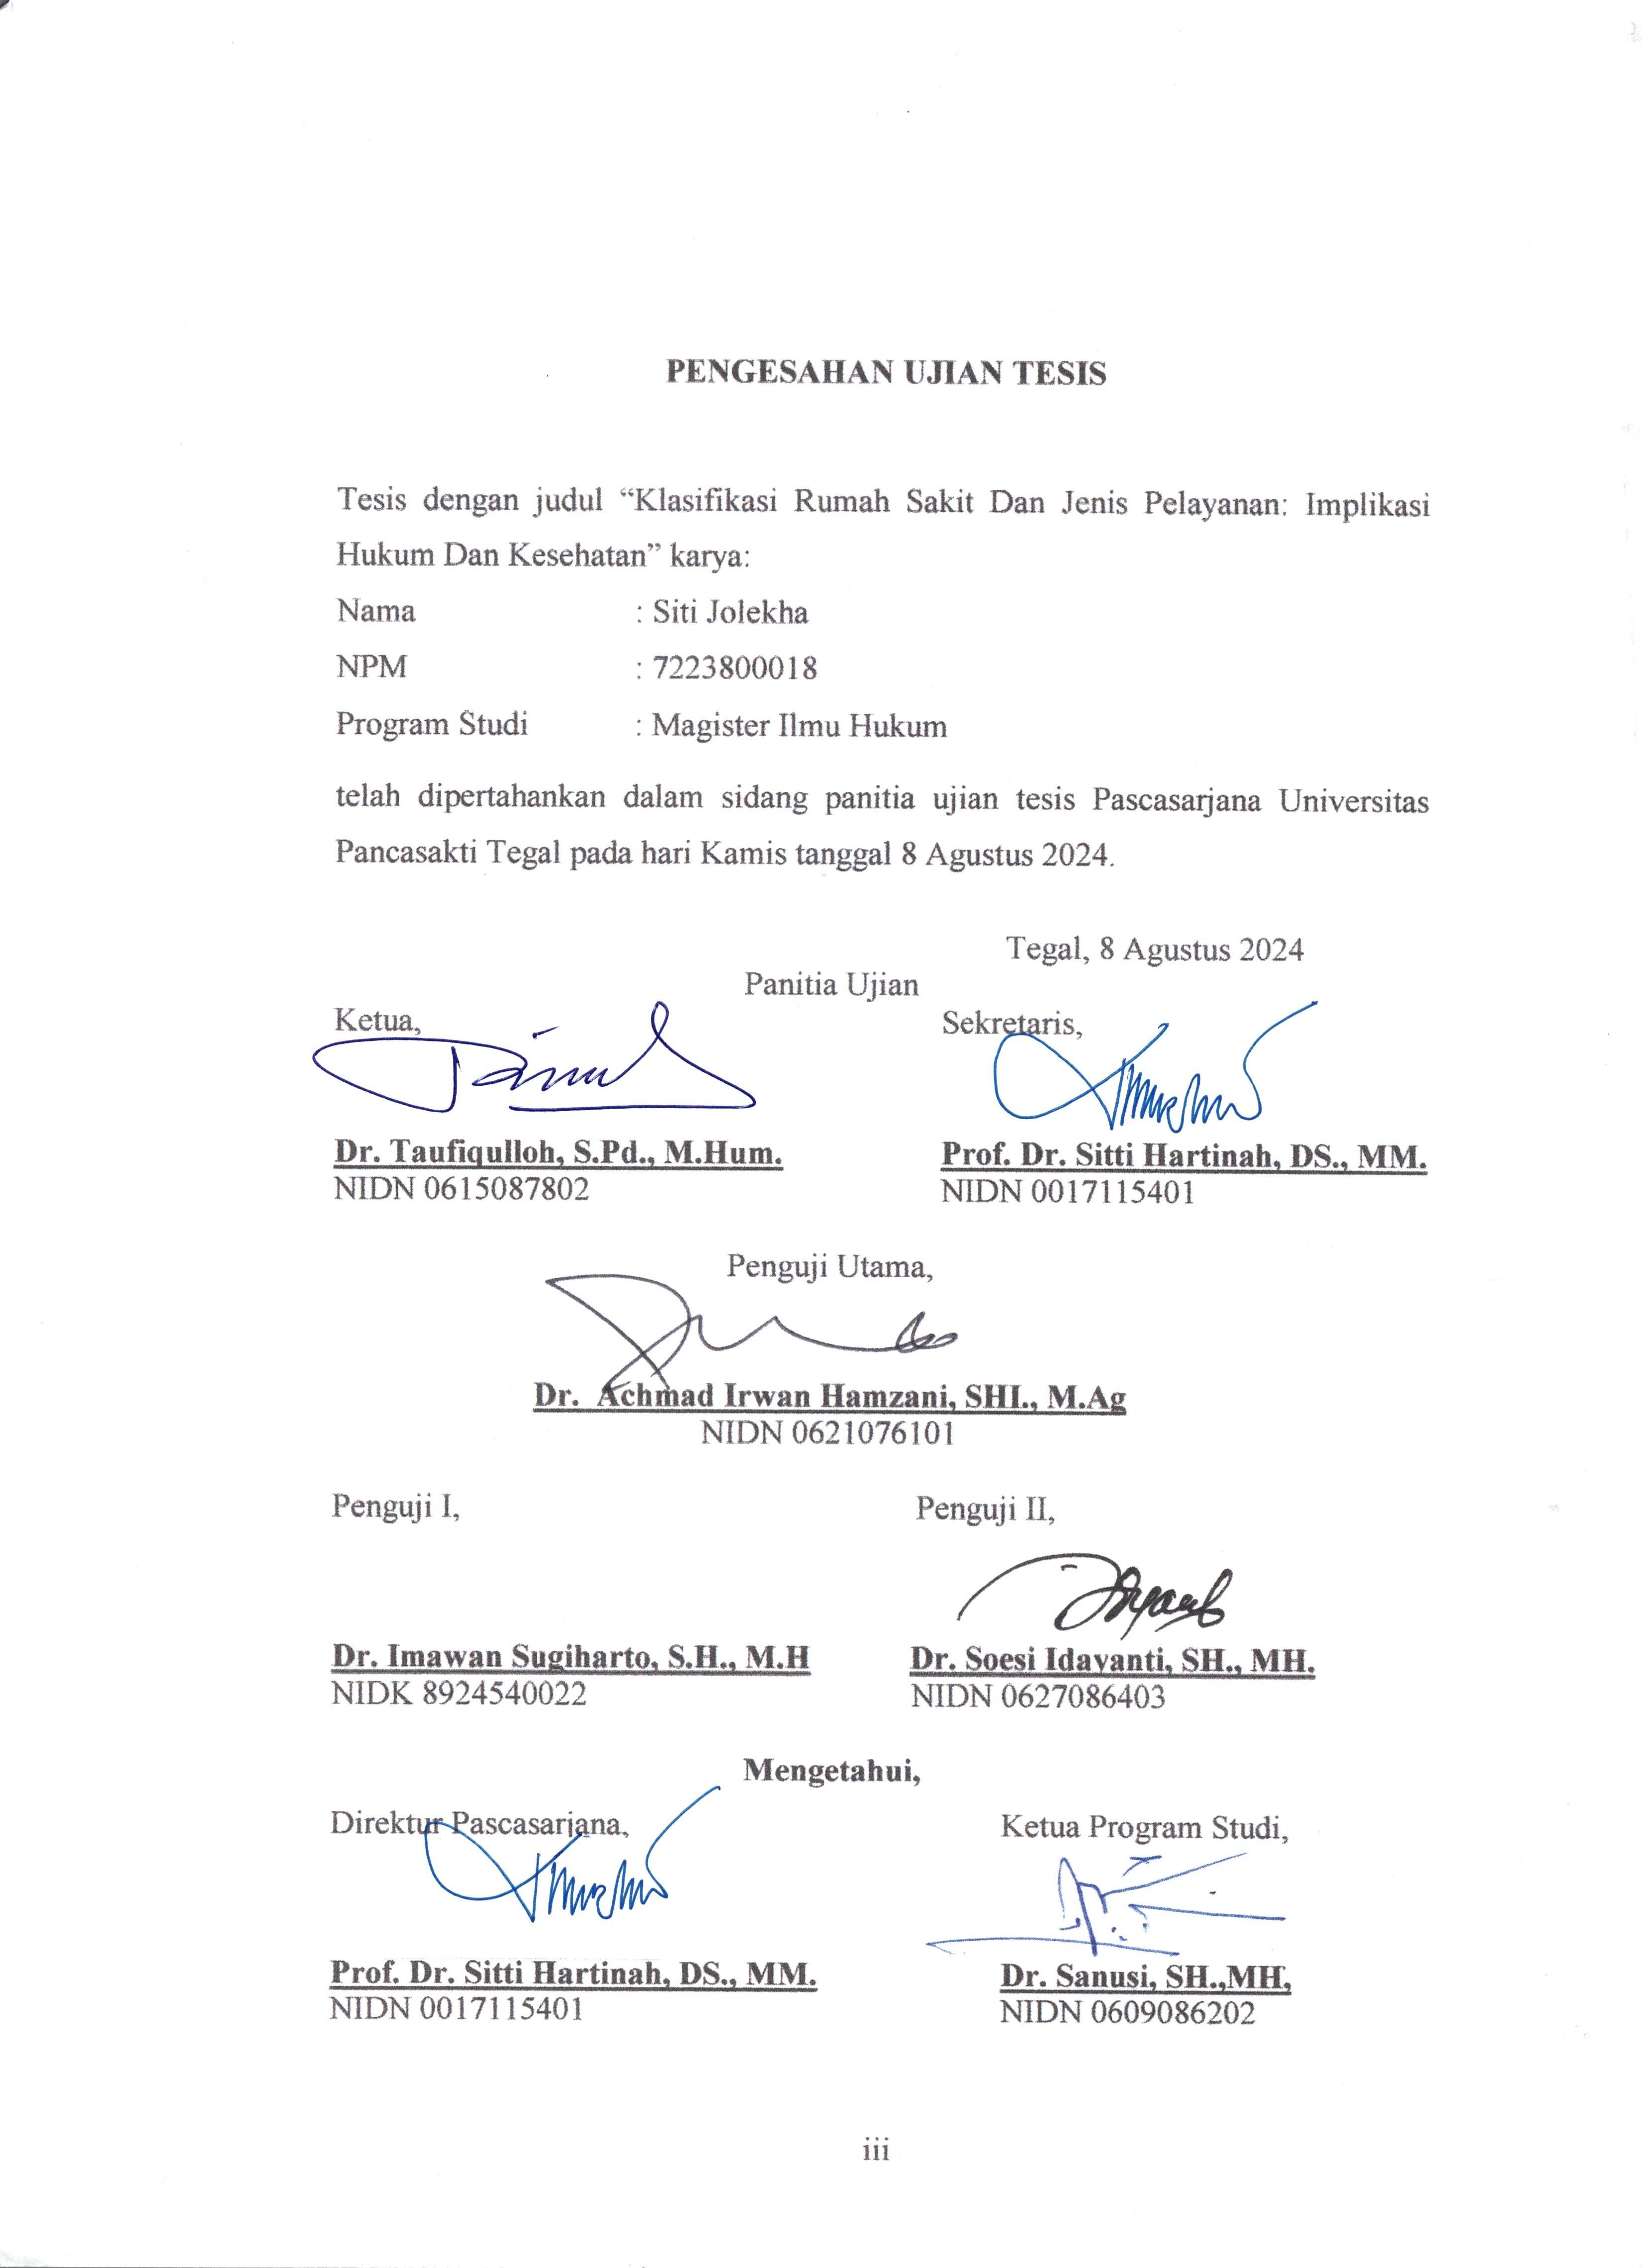 PENGESAHAN UJIAN TESIS
Tesis dengan judul “Klasifikasi Rumah Sakit Dan Jenis Pelayanan: Implikasi
Hukum Dan Kesehatan” karya:
Nama : Siti Jolekha
NPM : 7223800018
Program Studi : Magister Ilmu Hukum
telah dipertahankan dalam sidang panitia ujian tesis Pascasarjana Universitas
Pancasakti Tegal pada hari Kamis tanggal 8 Agustus 2024.
Tegal, 8 Agustus 2024
Panitia Ujian
Ketua, Sekretaris,
Dr. Taufiqulloh, S.Pd., M.Hum. Prof. Dr. Sitti Hartinah, DS., MM.
NIDN 0615087802 NIDN 0017115401
Penguji Utama,
Dr. Achmad Irwan Hamzani, SHI., M.Ag
NIDN 0621076101
Penguji I, Penguji II,
Dr. Imawan Sugiharto, S.H., M.H Dr. Soesi Idayanti, SH., MH.
NIDK 8924540022 NIDN 0627086403
Mengetahui,
Direktur Pascasarjana, Ketua Program Studi,
Prof. Dr. Sitti Hartinah, DS., MM. Dr. Sanusi, SH.,MH,
NIDN 0017115401 NIDN 0609086202
iii